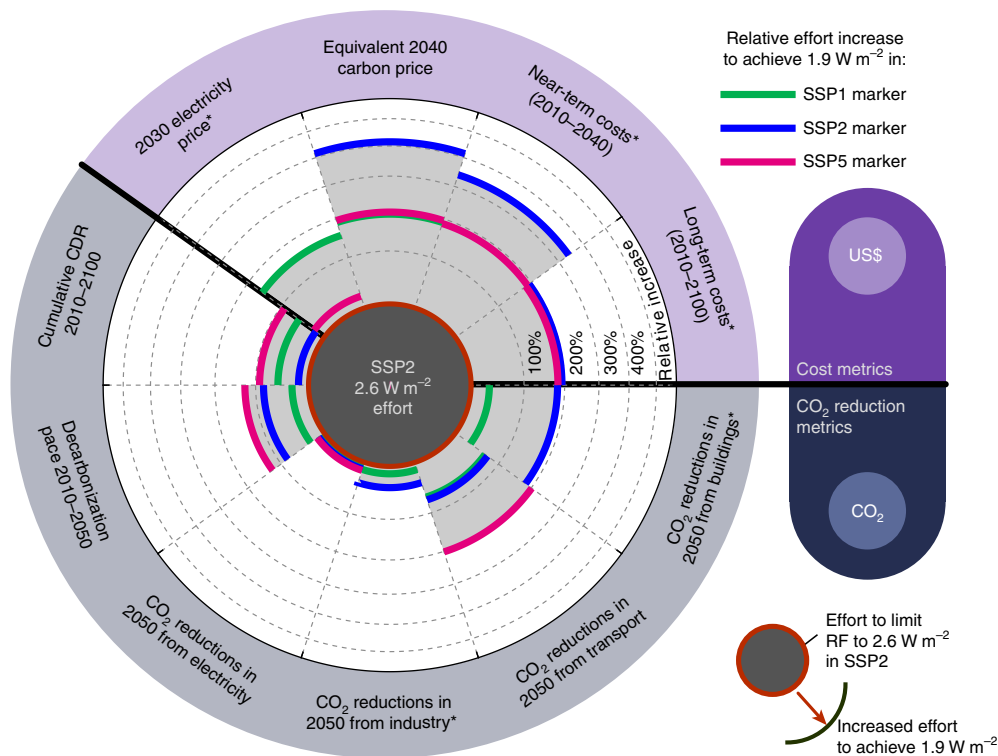 Equivalent 2040
carbon price
Near-term costs*
(2010–2040)
Long-term costs*
(2010–2100)
2030 electricity
price*
Cumulative CDR
2010–2100
Decarbonization
pace 2010–2050
CO₂ reductions in
2050 from electricity
CO₂ reductions in
2050 from industry*
CO₂ reductions in
2050 from transport
CO₂ reductions in
2050 from buildings*
100%
200%
300%
400%
Relative increase
SSP2
2.6 W m⁻²
effort
Relative effort increase
to achieve 1.9 W m⁻² in:
SSP1 marker
SSP2 marker
SSP5 marker
US$
Cost metrics
CO₂ reduction
metrics
CO₂
Effort to limit
RF to 2.6 W m⁻²
in SSP2
Increased effort
to achieve 1.9 W m⁻²